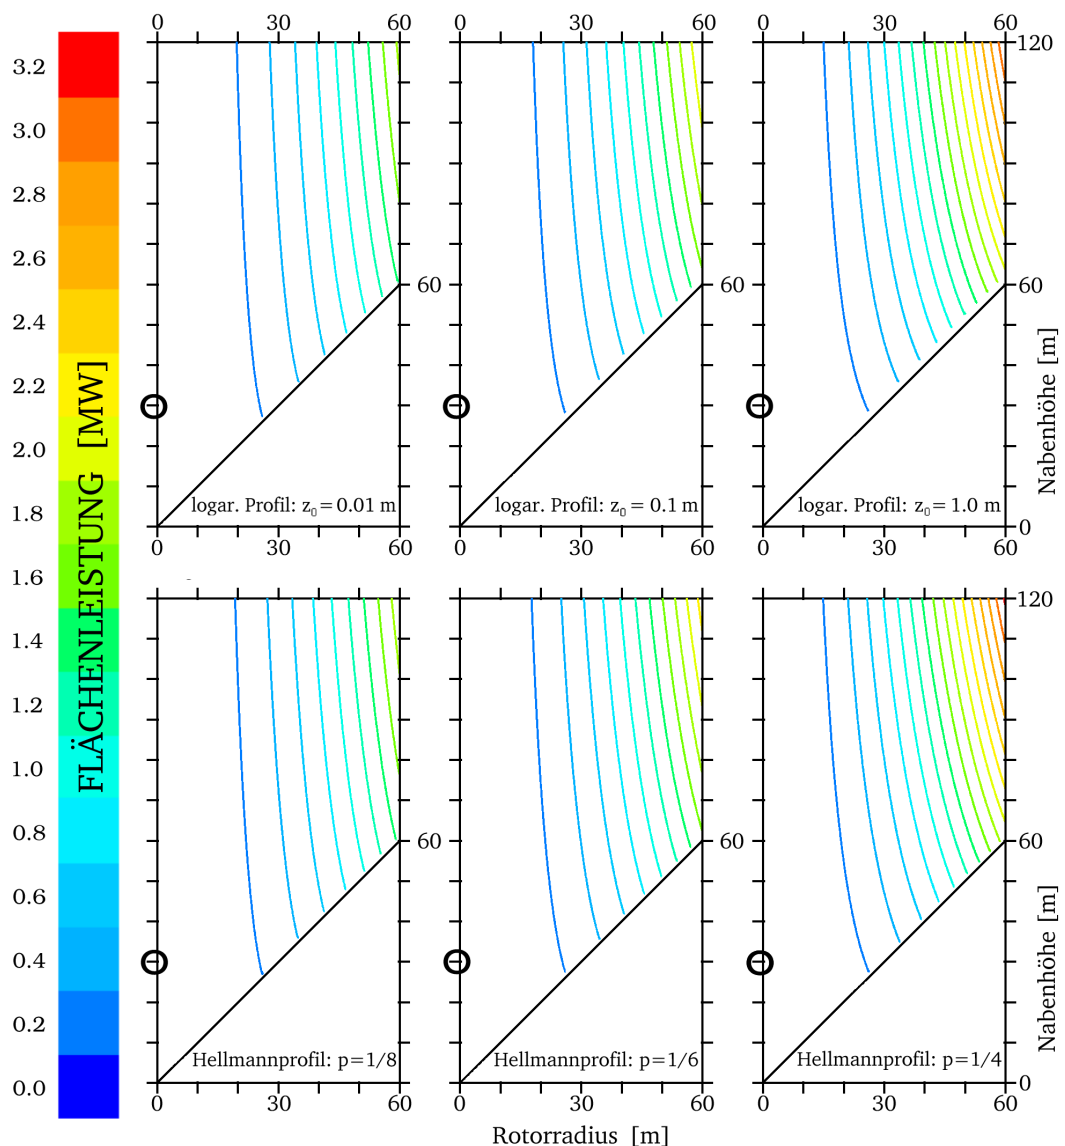 0 30 60 0 30 60 0 30 60
120
3.2
3.0
2.8
2.6
2.4
2.2
2.0
1.8
1.6
1.4
1.2
1.0
0.8
0.6
0.4
0.2
0.0
FLÄCHENLEISTUNG [MW]
60 60 60
Nabenhöhe [m]
logar. Profil: z₀ = 0.01 m
logar. Profil: z₀ = 0.1 m
logar. Profil: z₀ = 1.0 m
0
0 30 60 0 30 60 0 30 60
120
60 60 60
Nabenhöhe [m]
Hellmannprofil: p=1/8
Hellmannprofil: p=1/6
Hellmannprofil: p=1/4
0
0 30 60 0 30 60 0 30 60
Rotorradius [m]